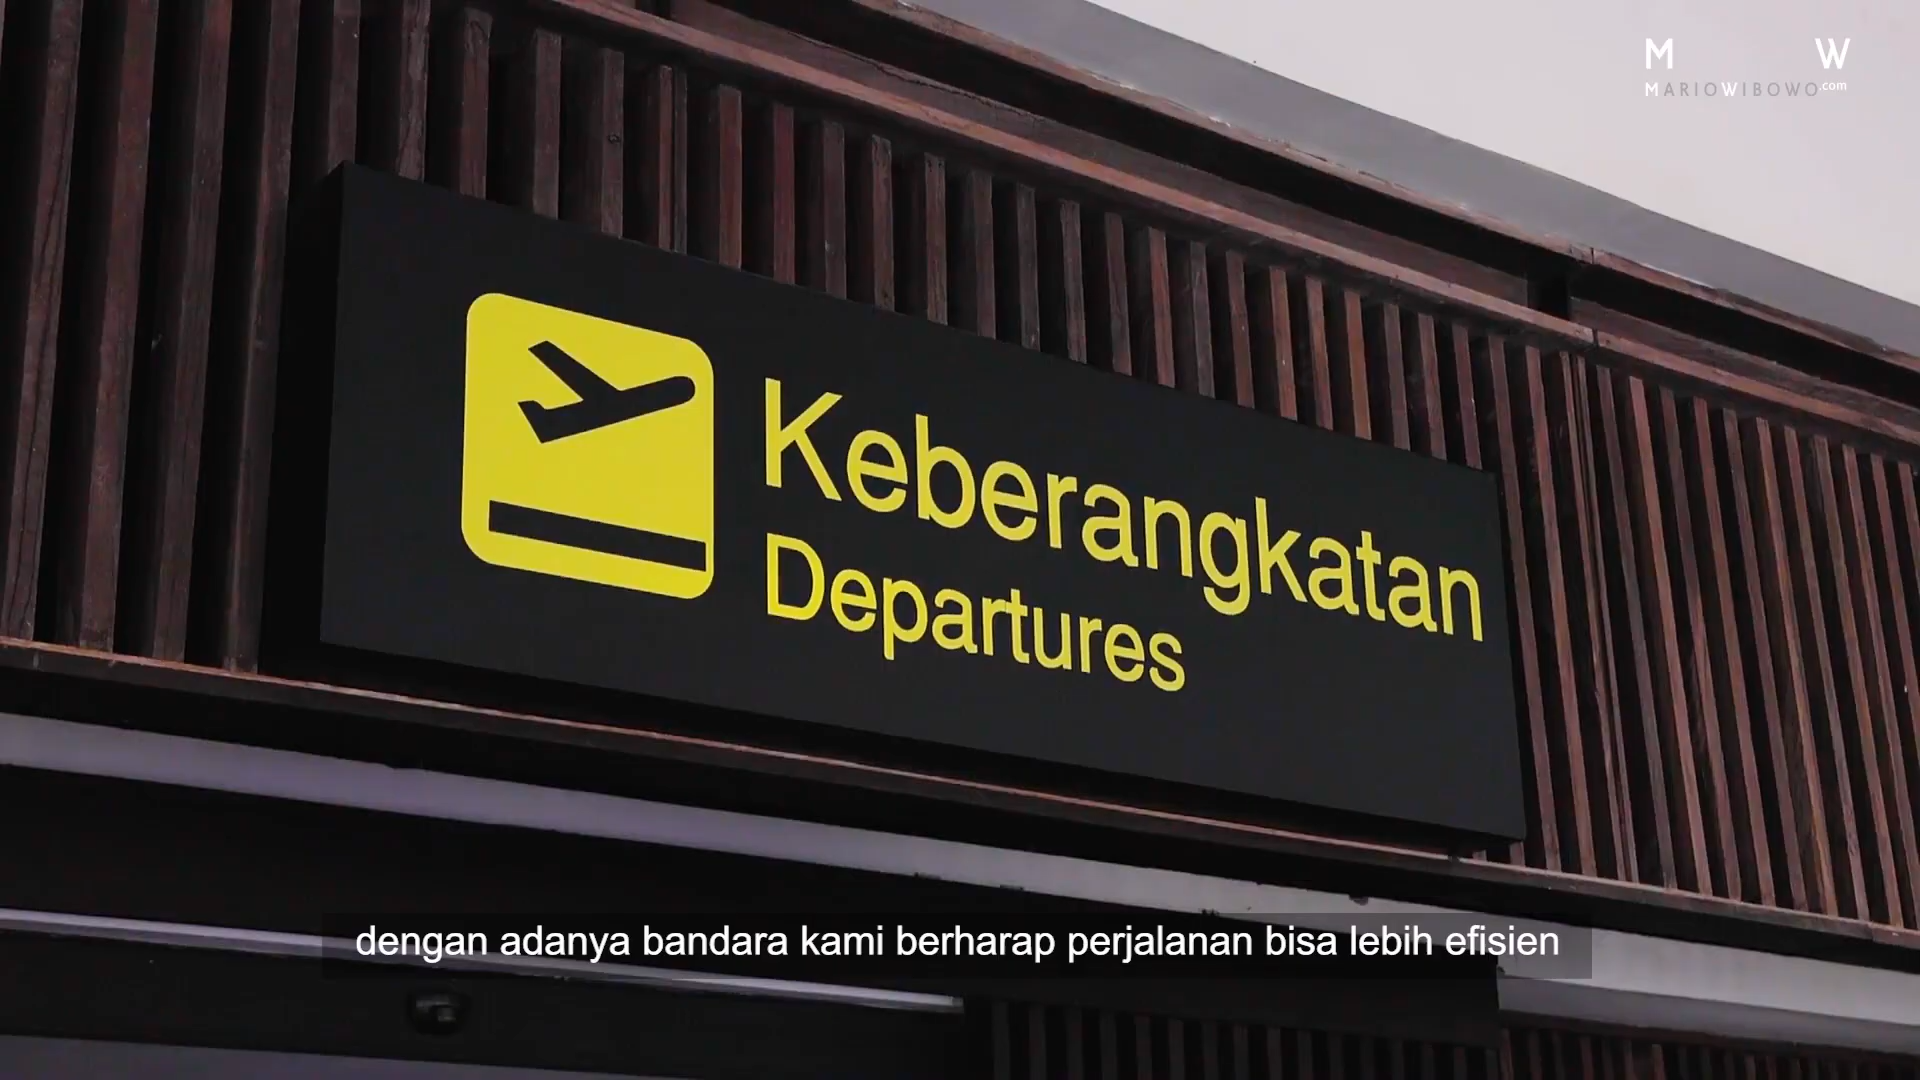 M W
MARIOWIBOWO.com
Keberangkatan
Departures
dengan adanya bandara kami berharap perjalanan bisa lebih efisien